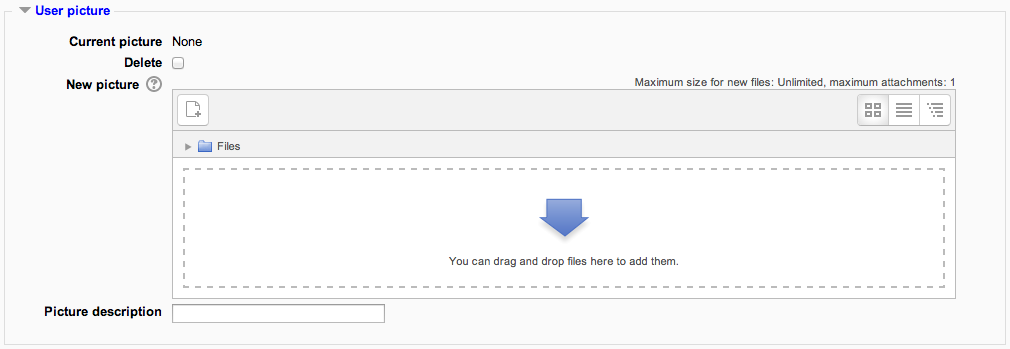 User picture
Current picture None
Delete
New picture ?
Maximum size for new files: Unlimited, maximum attachments: 1
Files
You can drag and drop files here to add them.
Picture description